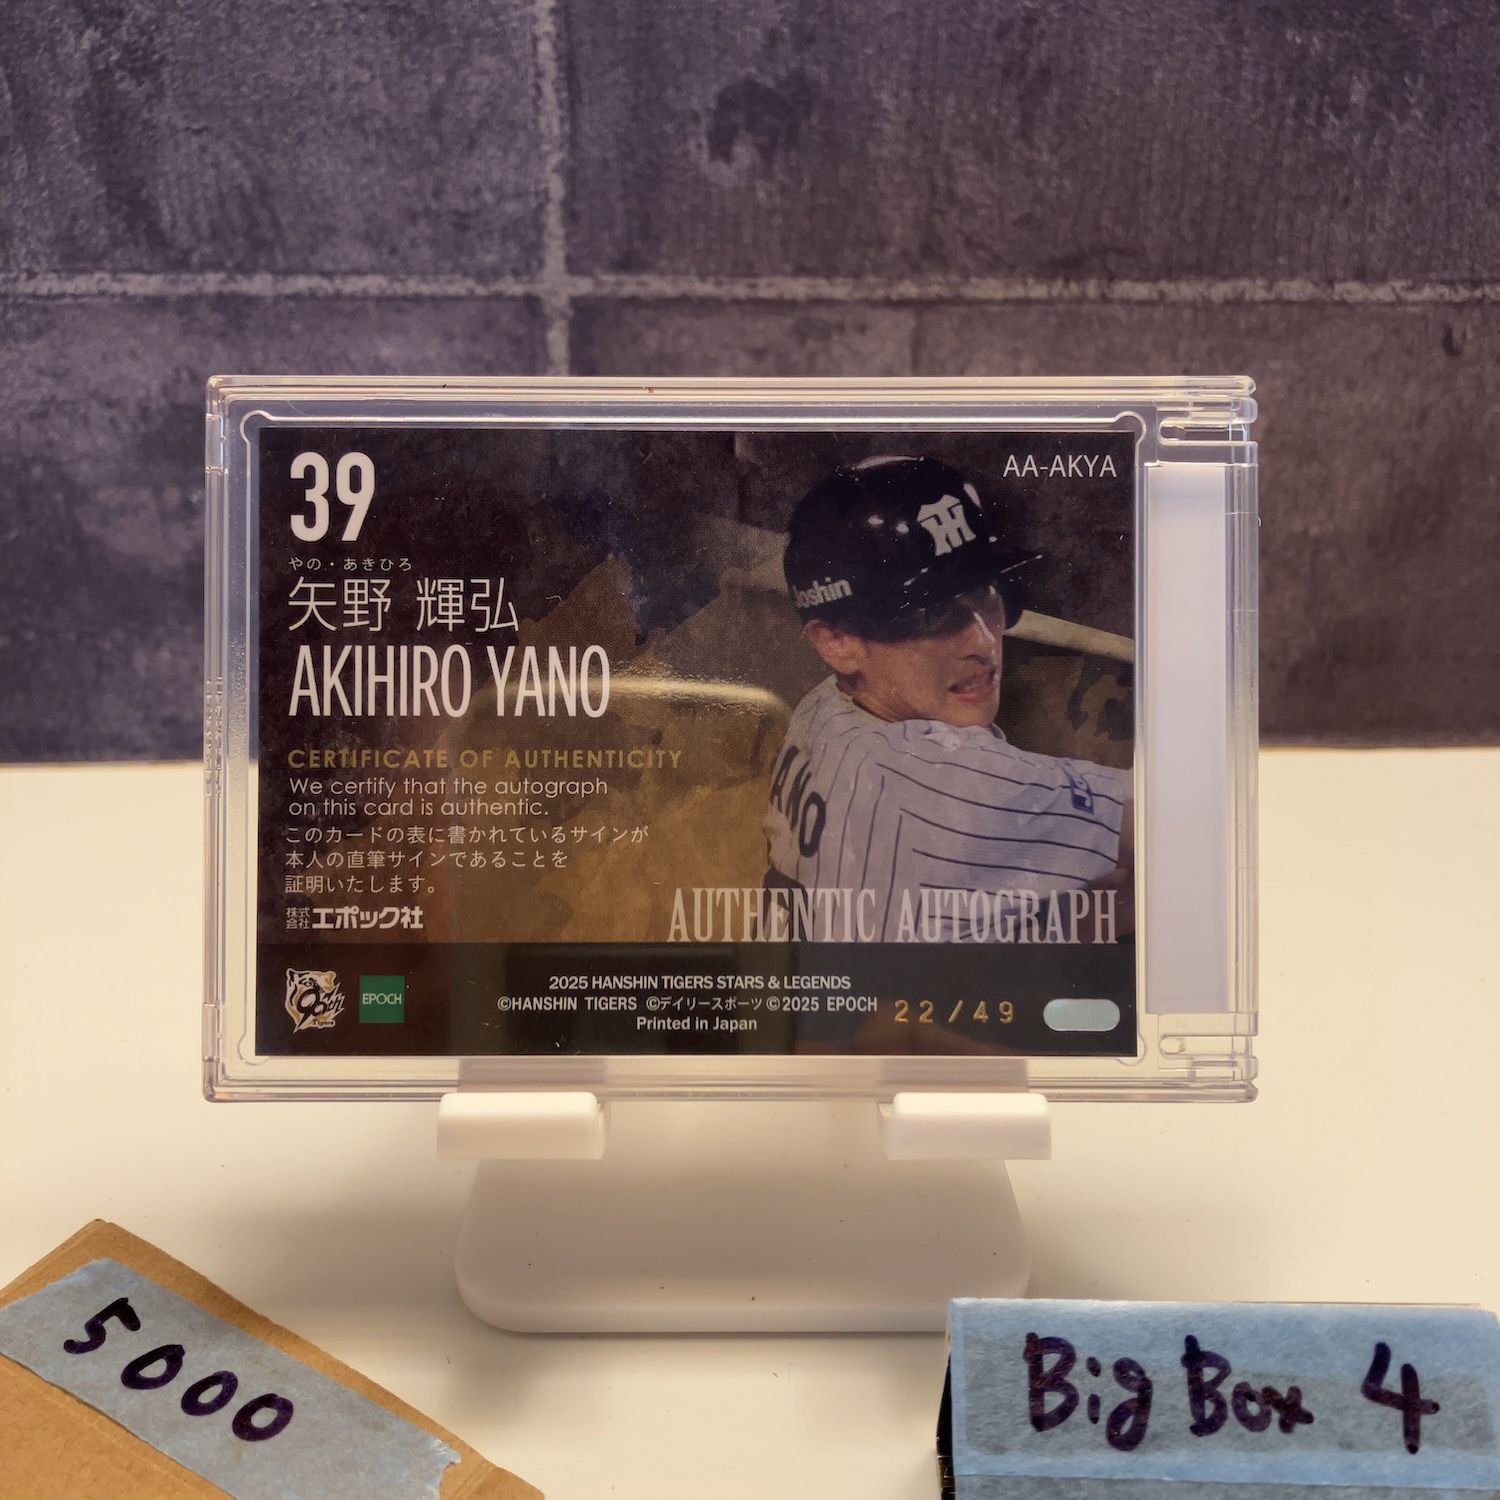 39
AA-AKYA
やの・あきひろ
矢野 輝弘
AKIHIRO YANO
CERTIFICATE OF AUTHENTICITY
We certify that the autograph
on this card is authentic.
このカードの表に書かれているサインが
本人の直筆サインであることを
証明いたします。
株式会社エポック社
Joshin
YANO
AUTHENTIC AUTOGRAPH
90th
Tigers
EPOCH
2025 HANSHIN TIGERS STARS & LEGENDS
©HANSHIN TIGERS ©デイリースポーツ ©2025 EPOCH
Printed in Japan
22/49
5000
Big Box 4